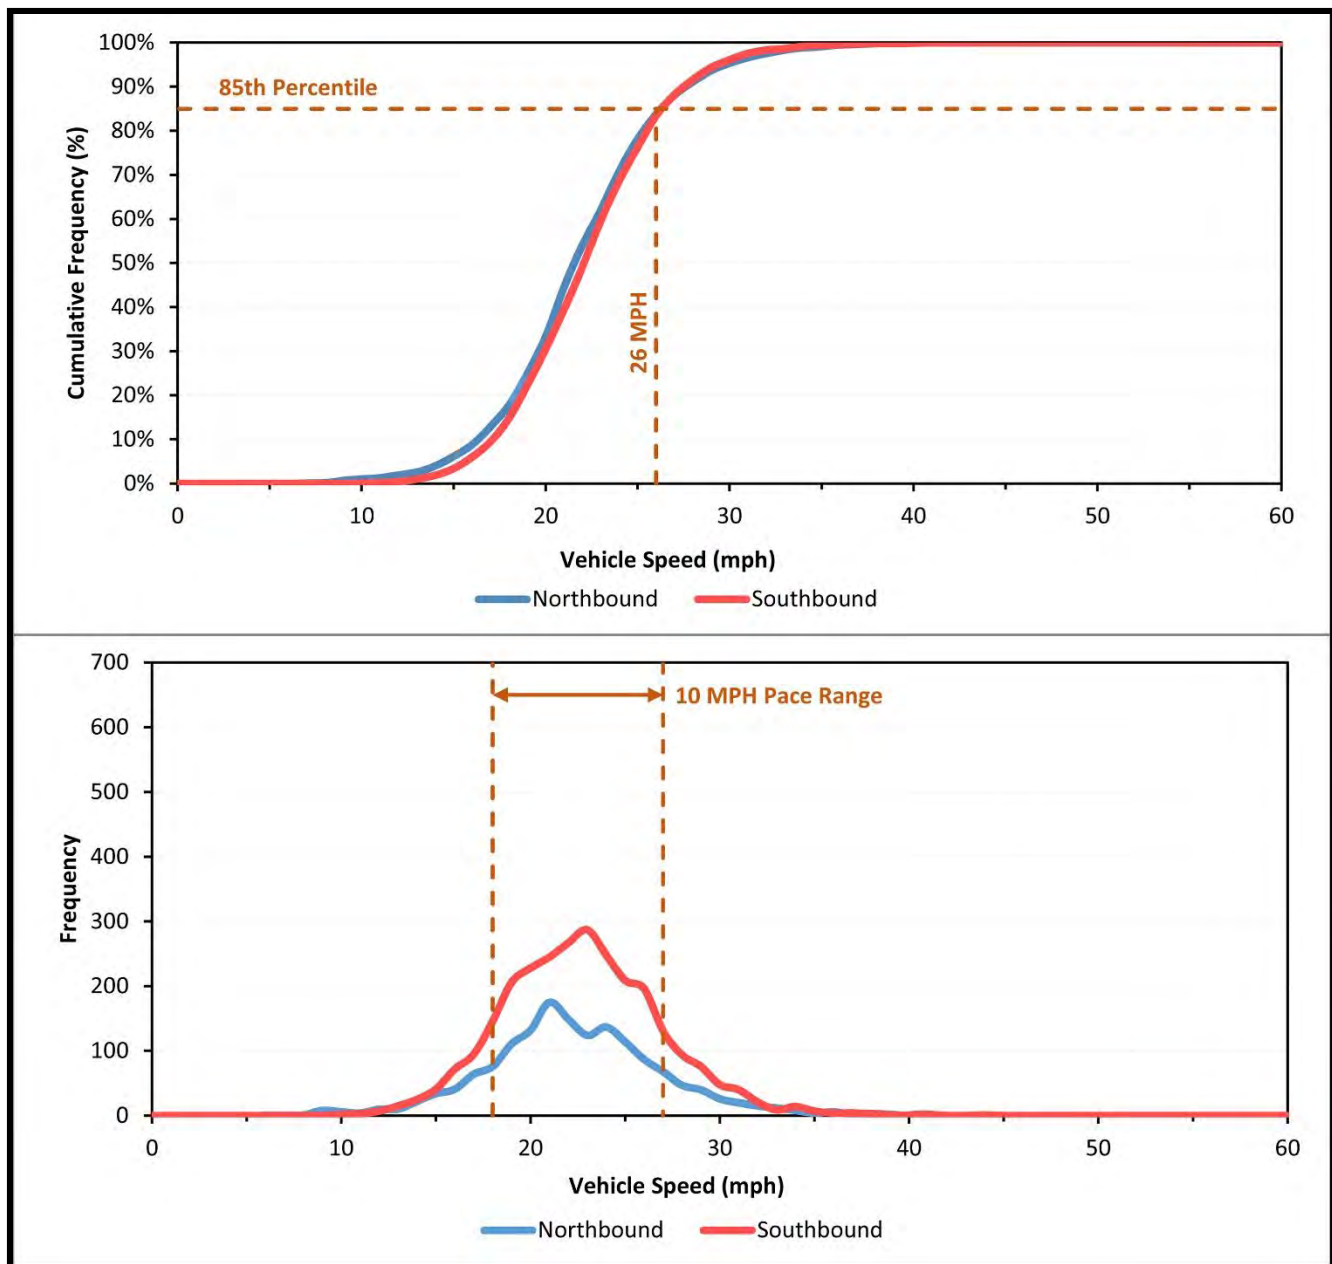 100%
90%
85th Percentile
80%
70%
60%
50%
40%
30%
20%
10%
0%
Cumulative Frequency (%)
26 MPH
0 10 20 30 40 50 60
Vehicle Speed (mph)
Northbound Southbound
700
10 MPH Pace Range
600
500
400
300
200
100
0
Frequency
0 10 20 30 40 50 60
Vehicle Speed (mph)
Northbound Southbound